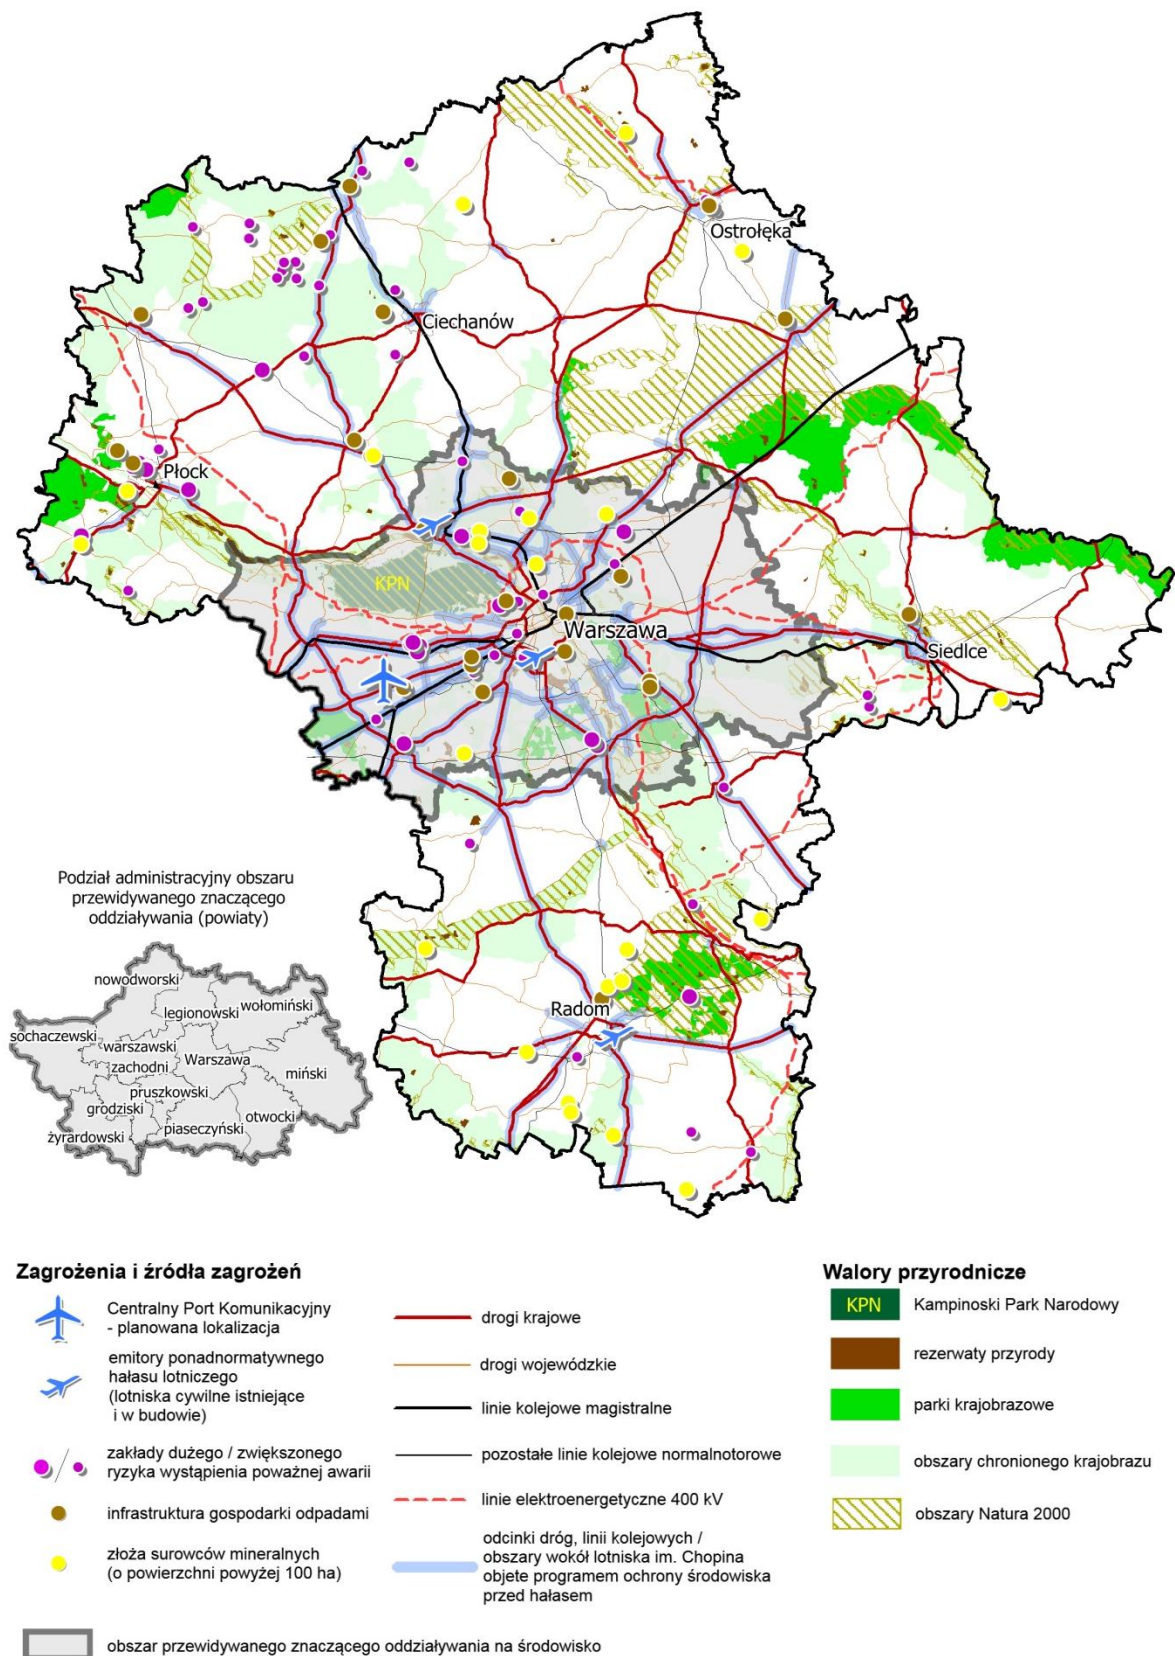 Ostrołęka
Ciechanów
Płock
KPN
Warszawa
Siedlce
Radom
Podział administracyjny obszaru
przewidywanego znaczącego
oddziaływania (powiaty)
nowodworski
legionowski
wołomiński
sochaczewski
warszawski
zachodni
Warszawa
miński
pruszkowski
grodziski
otwocki
piaseczyński
żyrardowski
Zagrożenia i źródła zagrożeń
Centralny Port Komunikacyjny
- planowana lokalizacja
emitory ponadnormatywnego
hałasu lotniczego
(lotniska cywilne istniejące
i w budowie)
zakłady dużego / zwiększonego
ryzyka wystąpienia poważnej awarii
infrastruktura gospodarki odpadami
złoża surowców mineralnych
(o powierzchni powyżej 100 ha)
drogi krajowe
drogi wojewódzkie
linie kolejowe magistralne
pozostałe linie kolejowe normalnotorowe
linie elektroenergetyczne 400 kV
odcinki dróg, linii kolejowych /
obszary wokół lotniska im. Chopina
objete programem ochrony środowiska
przed hałasem
Walory przyrodnicze
KPN
Kampinoski Park Narodowy
rezerwaty przyrody
parki krajobrazowe
obszary chronionego krajobrazu
obszary Natura 2000
obszar przewidywanego znaczącego oddziaływania na środowisko